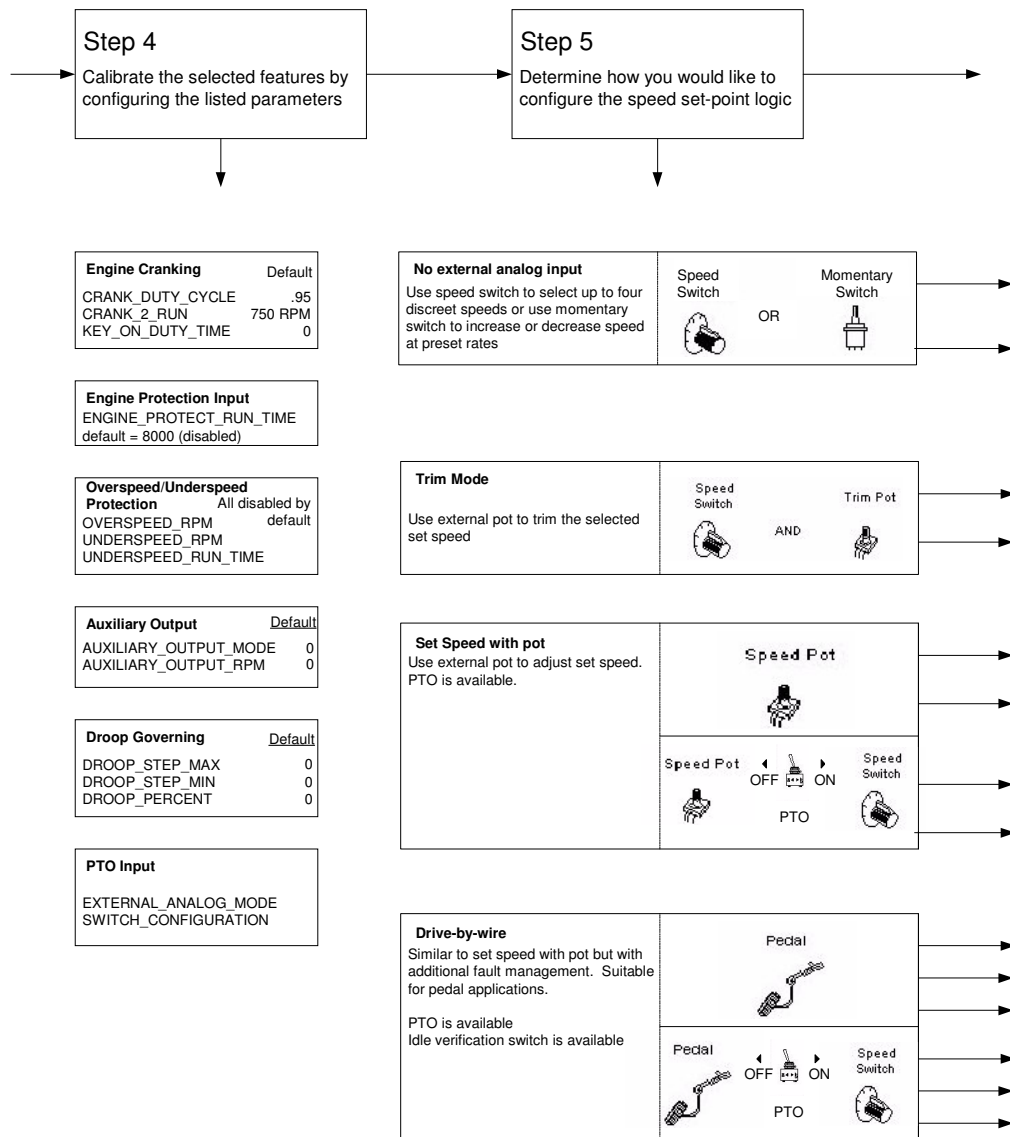 Step 4
Calibrate the selected features by
configuring the listed parameters
Step 5
Determine how you would like to
configure the speed set-point logic
Engine Cranking Default
CRANK_DUTY_CYCLE .95
CRANK_2_RUN 750 RPM
KEY_ON_DUTY_TIME 0
Engine Protection Input
ENGINE_PROTECT_RUN_TIME
default = 8000 (disabled)
Overspeed/Underspeed
Protection All disabled by
OVERSPEED_RPM default
UNDERSPEED_RPM
UNDERSPEED_RUN_TIME
Auxiliary Output Default
AUXILIARY_OUTPUT_MODE 0
AUXILIARY_OUTPUT_RPM 0
Droop Governing Default
DROOP_STEP_MAX 0
DROOP_STEP_MIN 0
DROOP_PERCENT 0
PTO Input
EXTERNAL_ANALOG_MODE
SWITCH_CONFIGURATION
No external analog input
Use speed switch to select up to four
discreet speeds or use momentary
switch to increase or decrease speed
at preset rates
Speed
Switch
OR
Momentary
Switch
Trim Mode
Use external pot to trim the selected
set speed
Speed
Switch
AND
Trim Pot
Set Speed with pot
Use external pot to adjust set speed.
PTO is available.
Speed Pot
Speed Pot
OFF ON
PTO
Speed
Switch
Drive-by-wire
Similar to set speed with pot but with
additional fault management. Suitable
for pedal applications.
PTO is available
Idle verification switch is available
Pedal
Pedal
OFF ON
PTO
Speed
Switch